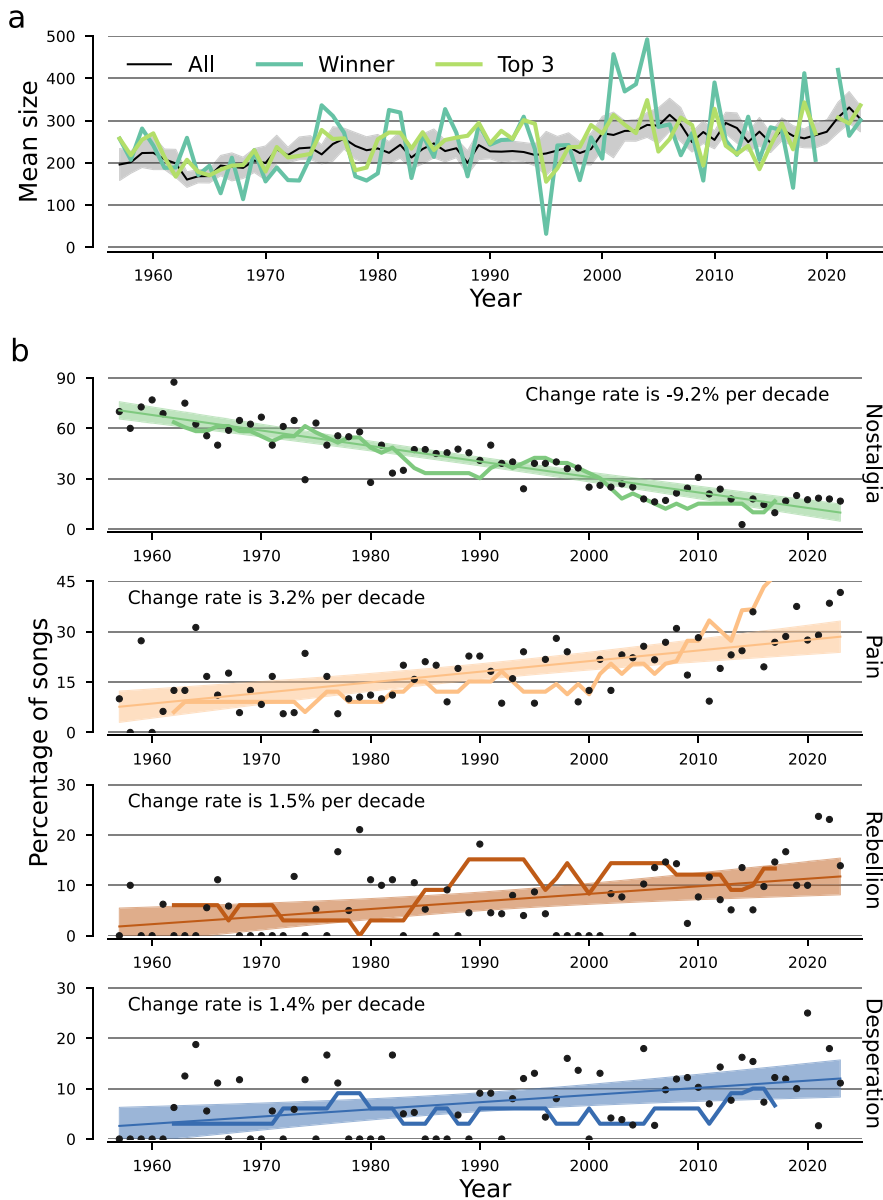 a
500
400
300
200
100
0
Mean size
All Winner Top 3
1960 1970 1980 1990 2000 2010 2020
Year
b
Percentage of songs
90
60
30
0
Change rate is -9.2% per decade
Nostalgia
1960 1970 1980 1990 2000 2010 2020
45
30
15
0
Change rate is 3.2% per decade
Pain
1960 1970 1980 1990 2000 2010 2020
30
20
10
0
Change rate is 1.5% per decade
Rebellion
1960 1970 1980 1990 2000 2010 2020
30
20
10
0
Change rate is 1.4% per decade
Desperation
1960 1970 1980 1990 2000 2010 2020
Year